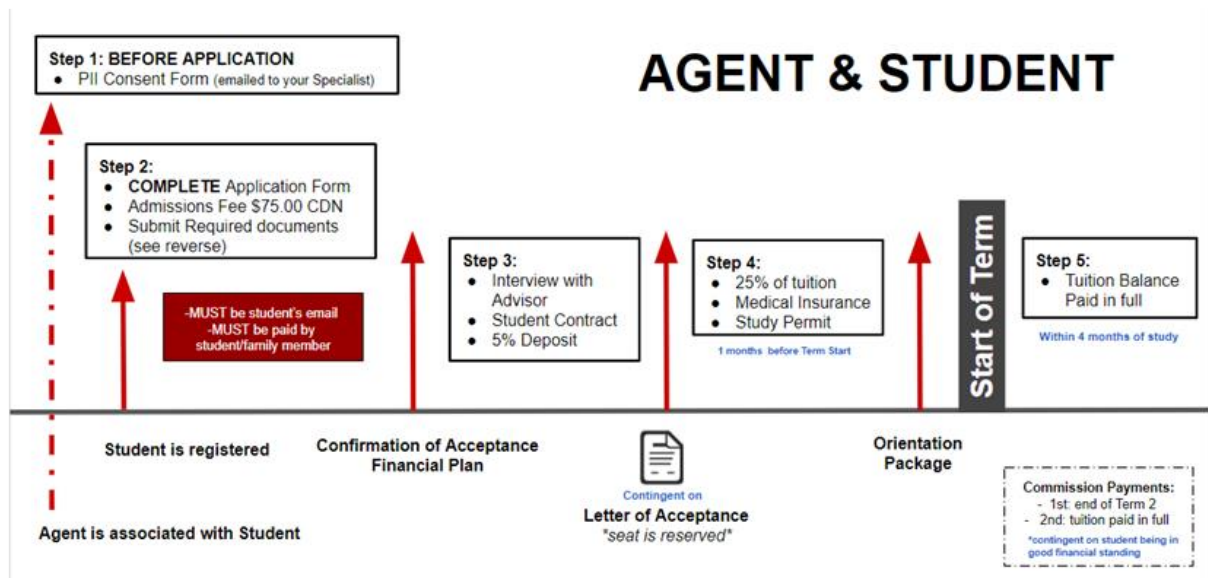 AGENT & STUDENT
Step 1: BEFORE APPLICATION
● PII Consent Form (emailed to your Specialist)
Step 2:
● COMPLETE Application Form
● Admissions Fee $75.00 CDN
● Submit Required documents
(see reverse)
-MUST be student's email
-MUST be paid by
student/family member
Step 3:
● Interview with
Advisor
● Student Contract
● 5% Deposit
Step 4:
● 25% of tuition
● Medical Insurance
● Study Permit
1 months before Term Start
Start of Term
Step 5:
● Tuition Balance
Paid in full
Within 4 months of study
Student is registered
Confirmation of Acceptance
Financial Plan
Contingent on
Letter of Acceptance
*seat is reserved*
Orientation
Package
Agent is associated with Student
Commission Payments:
- 1st: end of Term 2
- 2nd: tuition paid in full
*contingent on student being in
good financial standing